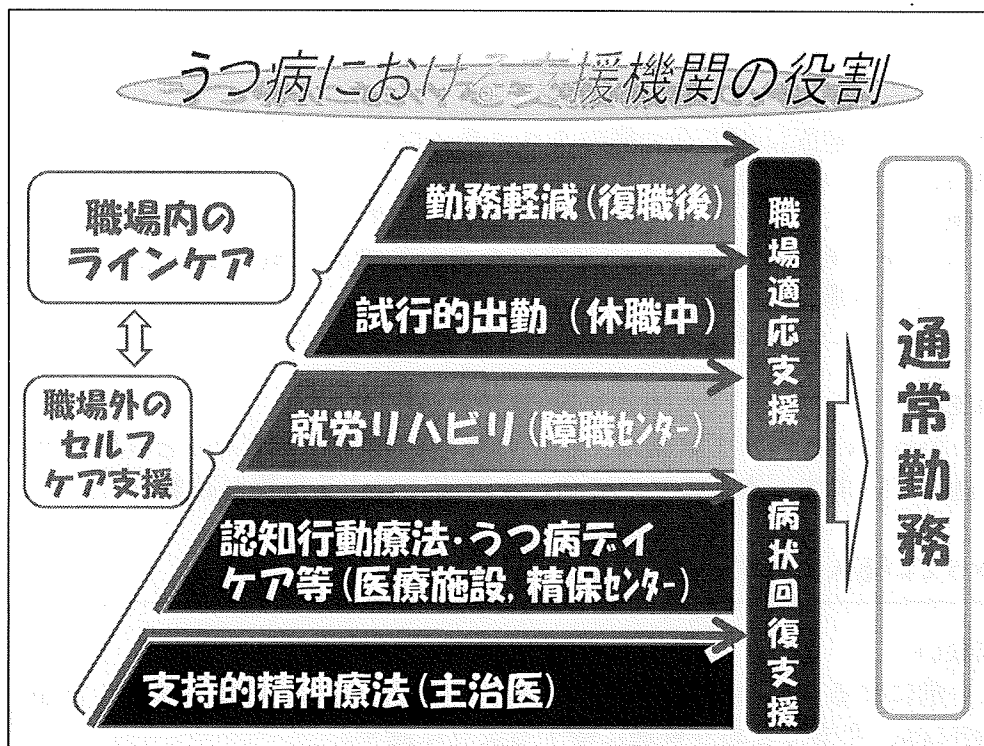 うつ病における支援機関の役割
職場内の
ラインケア
職場外の
セルフ
ケア支援
勤務軽減(復職後)
試行的出勤 (休職中)
就労リハビリ(障職センター)
認知行動療法・うつ病デイ
ケア等(医療施設, 精保センター)
支持的精神療法(主治医)
職場適応支援
病状回復支援
通常勤務